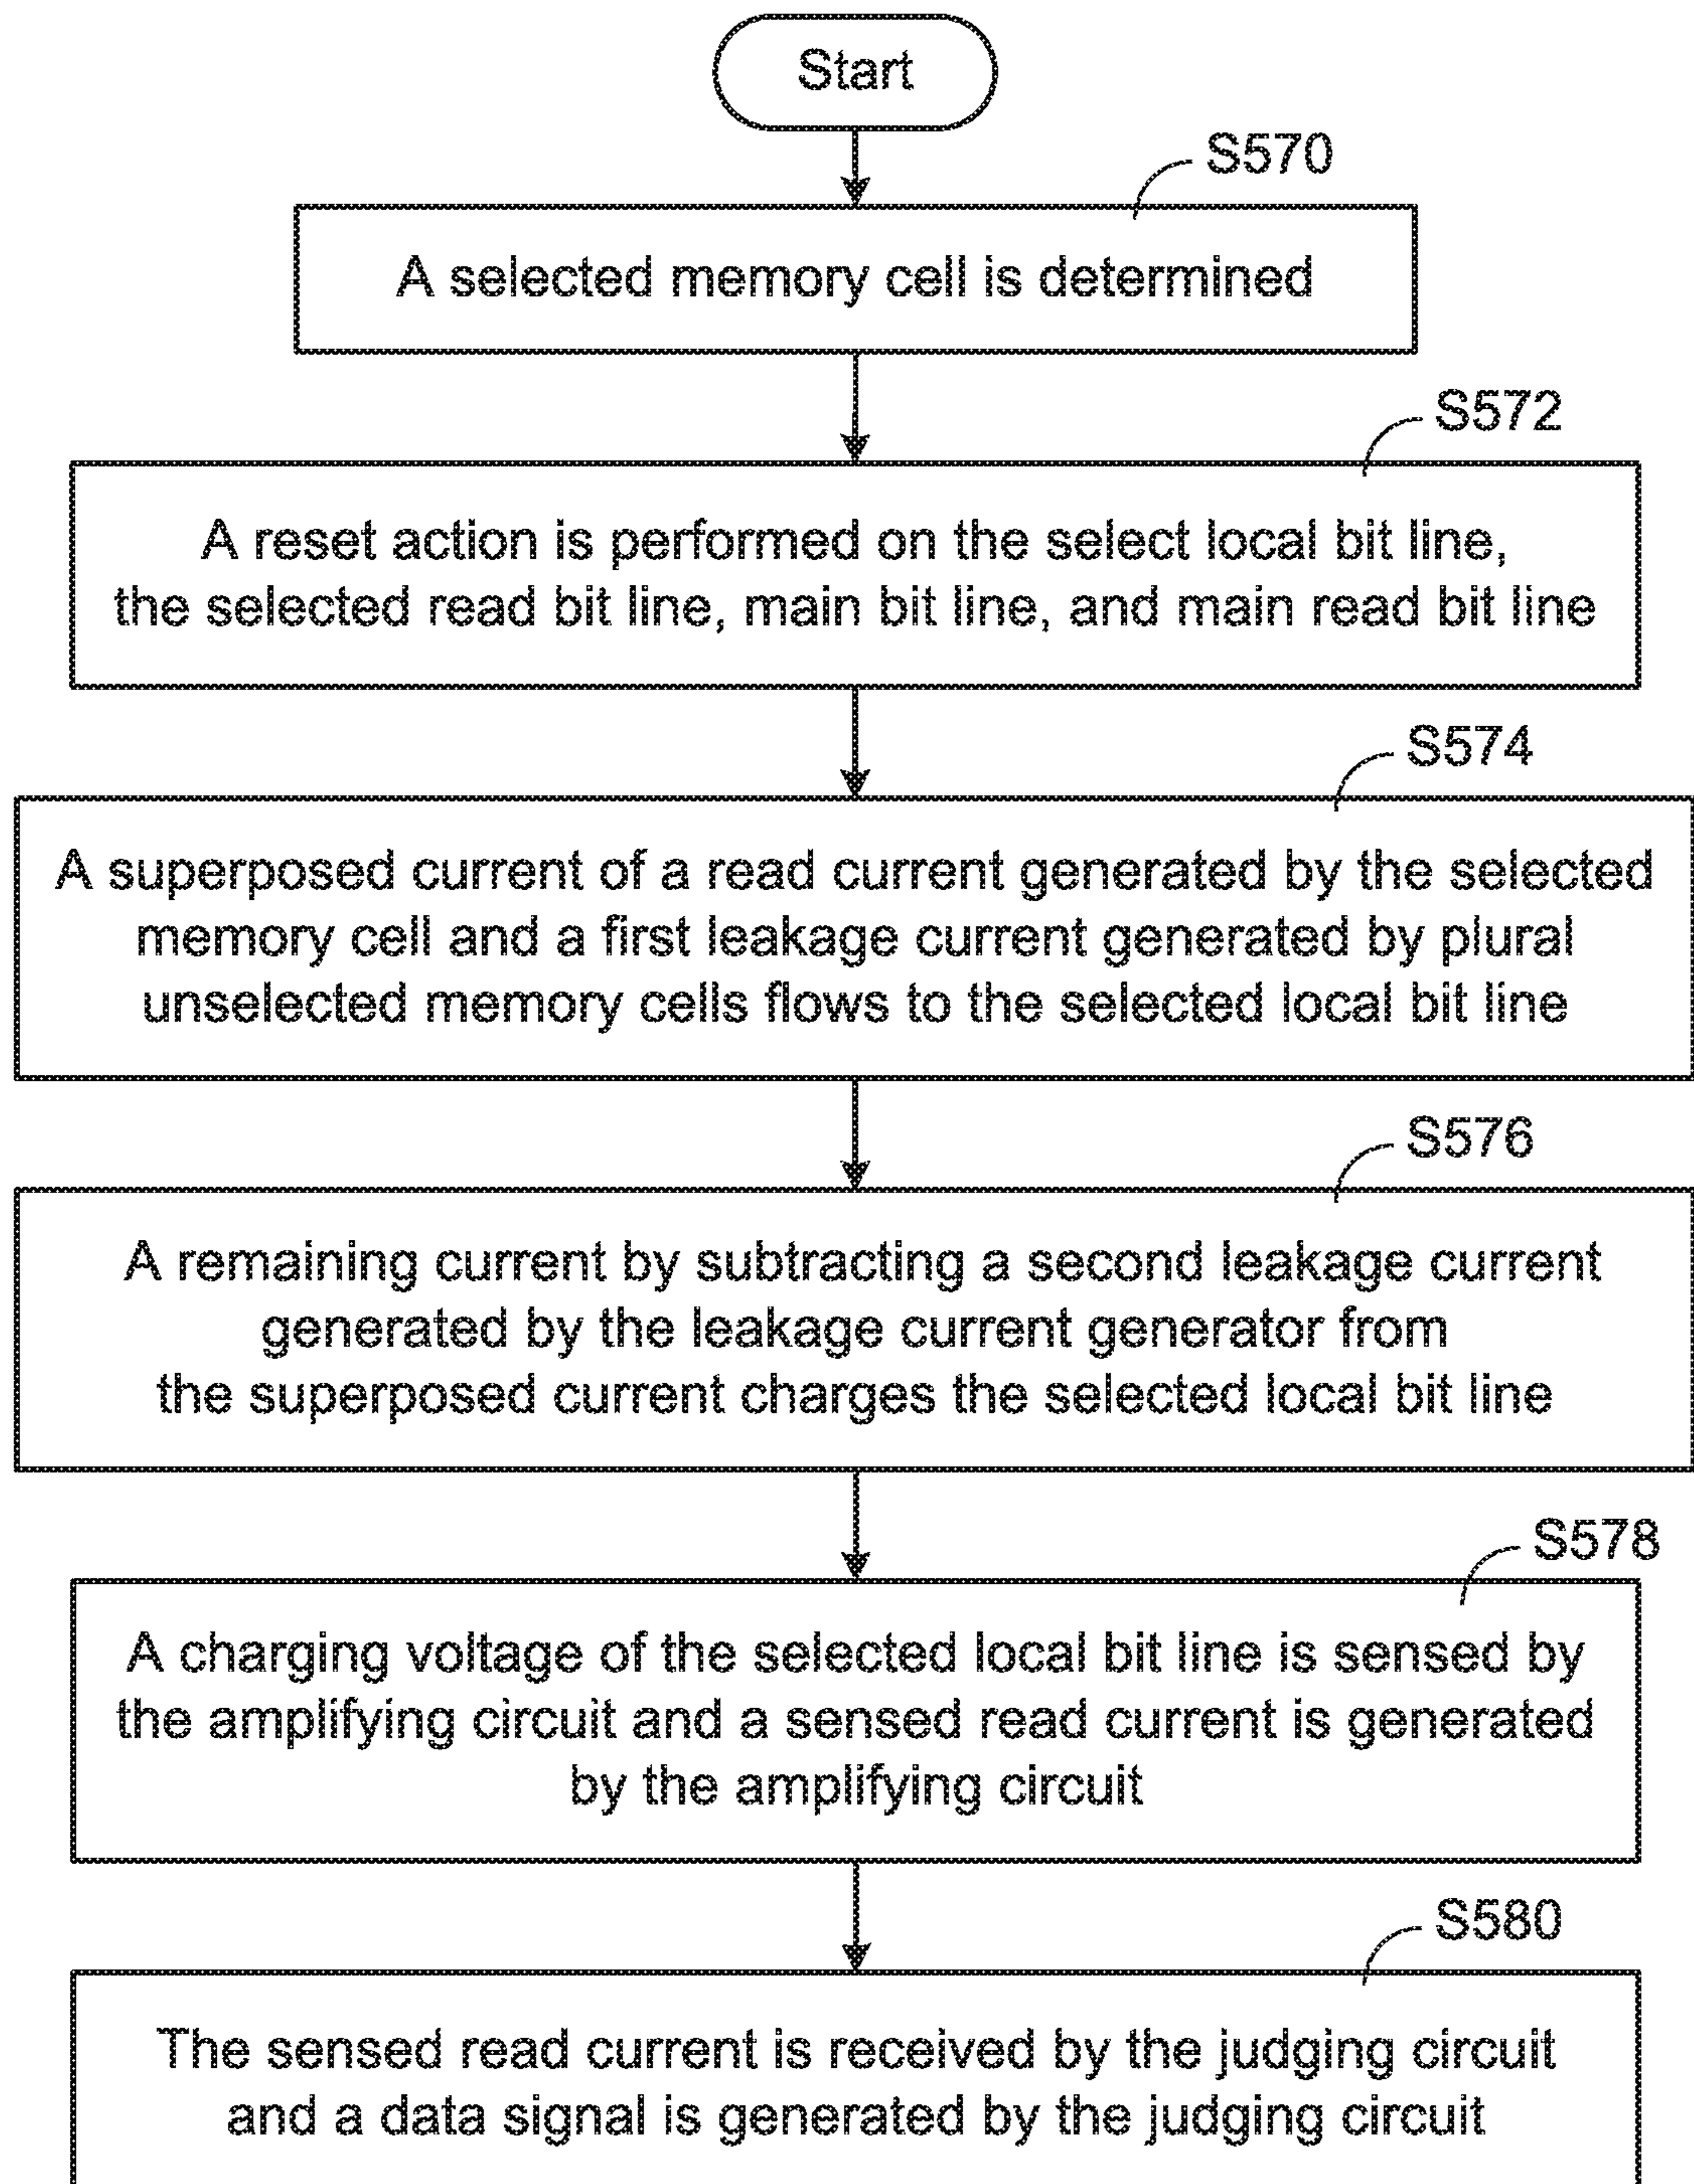 Start
S570
A selected memory cell is determined
S572
A reset action is performed on the select local bit line,
the selected read bit line, main bit line, and main read bit line
S574
A superposed current of a read current generated by the selected
memory cell and a first leakage current generated by plural
unselected memory cells flows to the selected local bit line
S576
A remaining current by subtracting a second leakage current
generated by the leakage current generator from
the superposed current charges the selected local bit line
S578
A charging voltage of the selected local bit line is sensed by
the amplifying circuit and a sensed read current is generated
by the amplifying circuit
S580
The sensed read current is received by the judging circuit
and a data signal is generated by the judging circuit